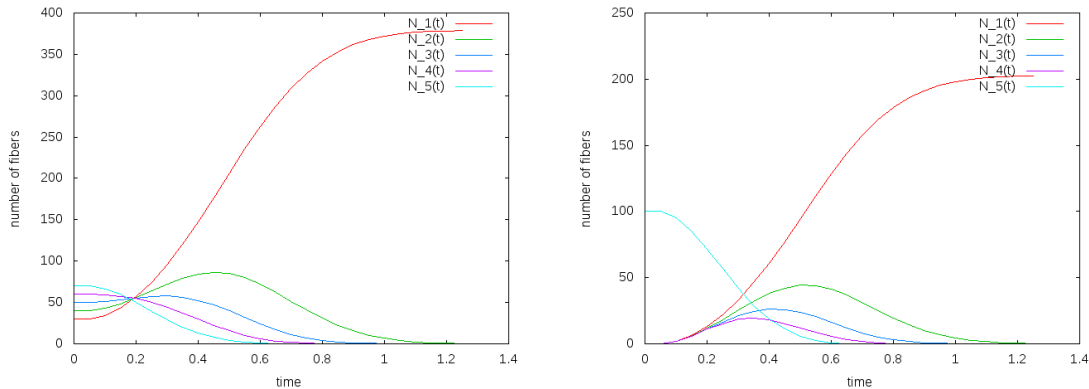 400
350
300
250
200
150
100
50
0
number of fibers
N_1(t)
N_2(t)
N_3(t)
N_4(t)
N_5(t)
0 0.2 0.4 0.6 0.8 1 1.2 1.4
time
250
200
150
100
50
0
number of fibers
N_1(t)
N_2(t)
N_3(t)
N_4(t)
N_5(t)
0 0.2 0.4 0.6 0.8 1 1.2 1.4
time